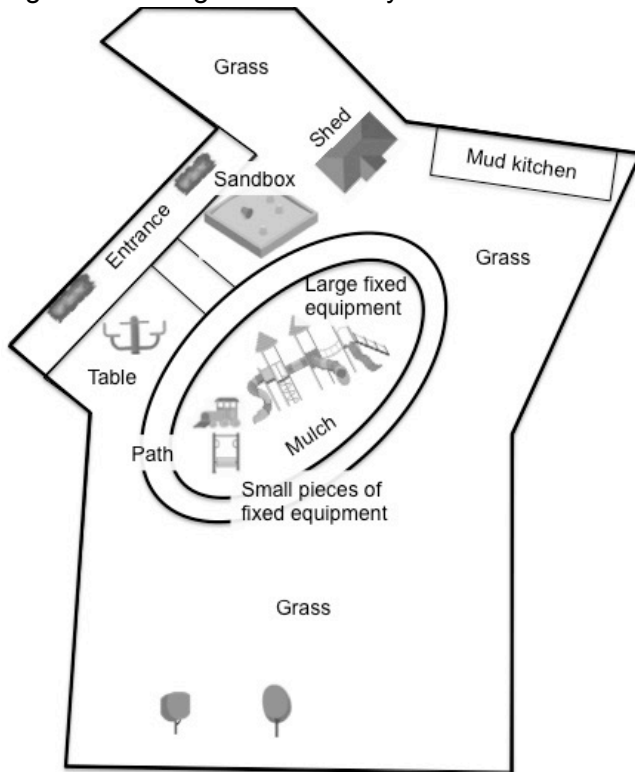 Grass
Shed
Mud kitchen
Sandbox
Entrance
Grass
Large fixed
equipment
Table
Mulch
Path
Small pieces of
fixed equipment
Grass